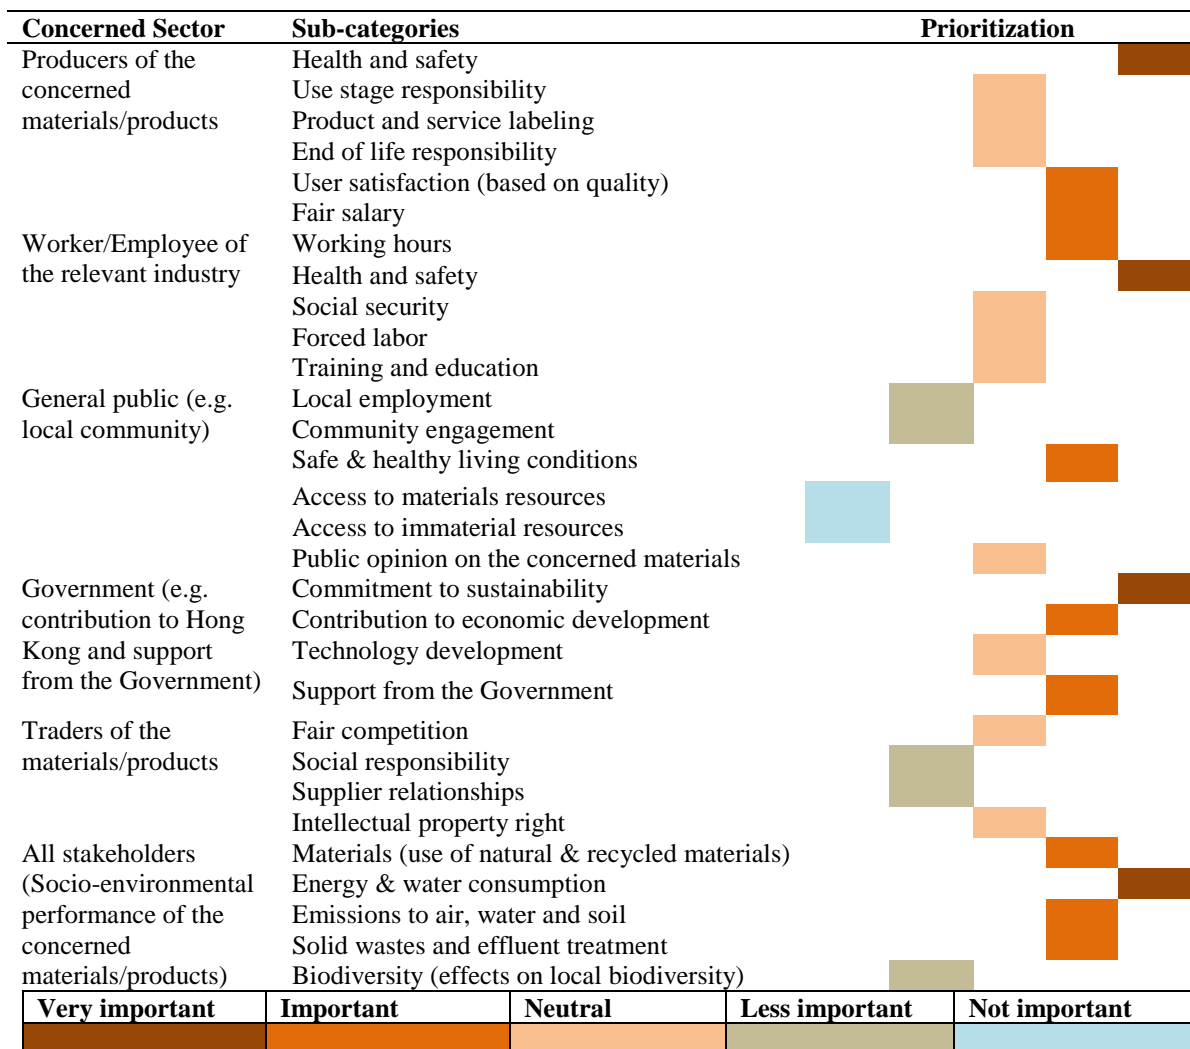 Concerned Sector Sub-categories Prioritization
Producers of the Health and safety
concerned Use stage responsibility
materials/products Product and service labeling
End of life responsibility
User satisfaction (based on quality)
Fair salary
Worker/Employee of Working hours
the relevant industry Health and safety
Social security
Forced labor
Training and education
General public (e.g. Local employment
local community) Community engagement
Safe & healthy living conditions
Access to materials resources
Access to immaterial resources
Public opinion on the concerned materials
Government (e.g. Commitment to sustainability
contribution to Hong Contribution to economic development
Kong and support Technology development
from the Government) Support from the Government
Traders of the Fair competition
materials/products Social responsibility
Supplier relationships
Intellectual property right
All stakeholders Materials (use of natural & recycled materials)
(Socio-environmental Energy & water consumption
performance of the Emissions to air, water and soil
concerned Solid wastes and effluent treatment
materials/products) Biodiversity (effects on local biodiversity)
Very important Important Neutral Less important Not important